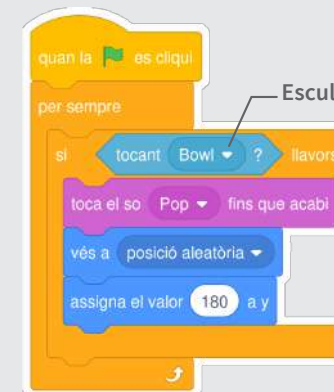 quan la es cliqui
Escul
per sempre
si tocant Bowl ? llavors
toca el so Pop fins que acabi
vés a posició aleatòria
assigna el valor 180 a y